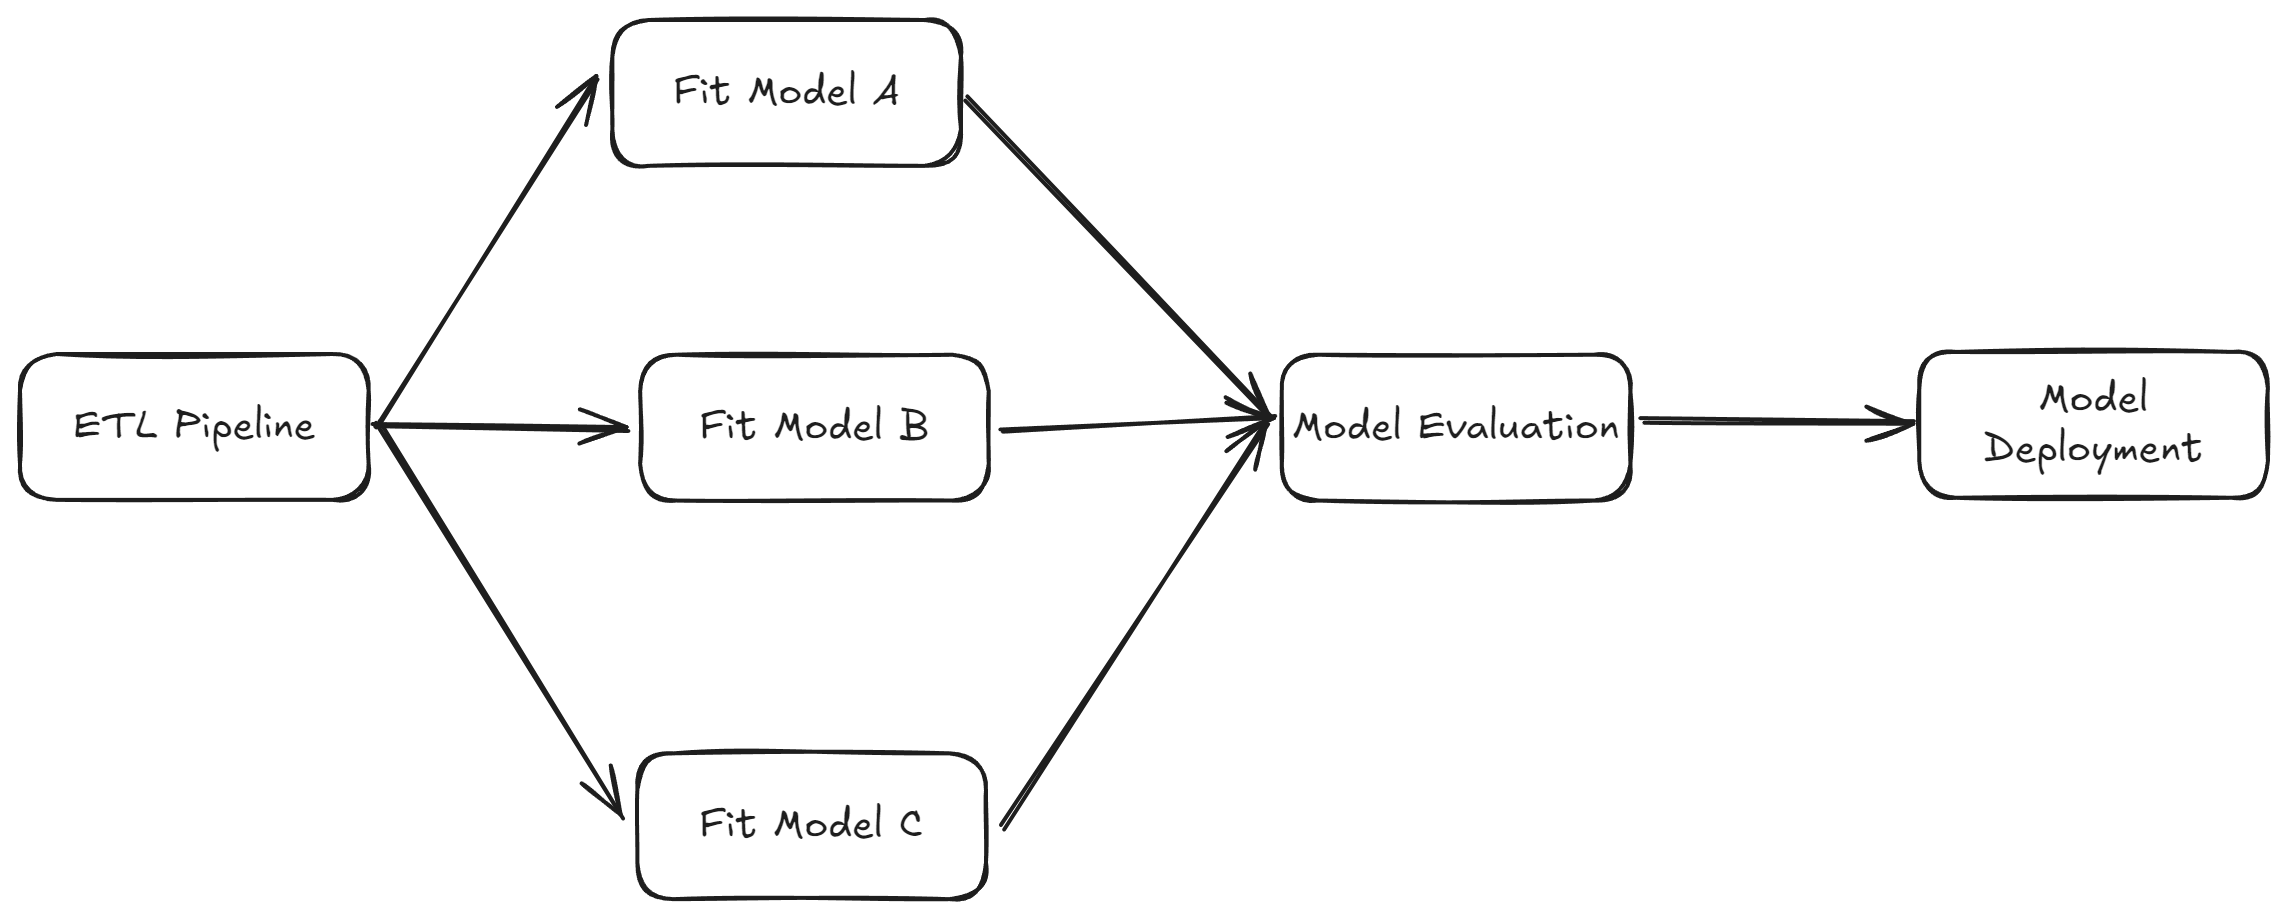 Fit Model A
ETL Pipeline
Fit Model B
Model Evaluation
Model
Deployment
Fit Model C